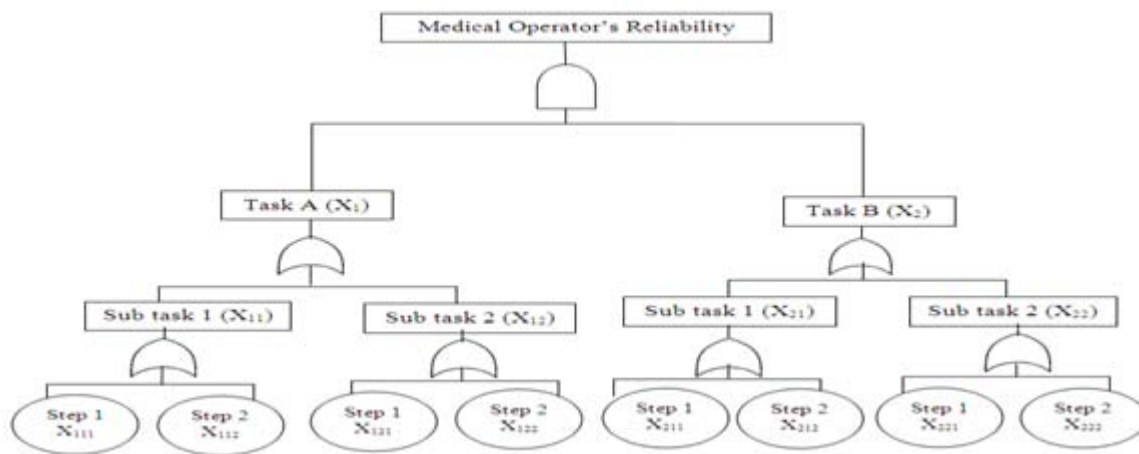 Medical Operator's Reliability
Task A (X₁)
Task B (X₂)
Sub task 1 (X₁₁)
Sub task 2 (X₁₂)
Sub task 1 (X₂₁)
Sub task 2 (X₂₂)
Step 1
X₁₁₁
Step 2
X₁₁₂
Step 1
X₁₂₁
Step 2
X₁₂₂
Step 1
X₂₁₁
Step 2
X₂₁₂
Step 1
X₂₂₁
Step 2
X₂₂₂